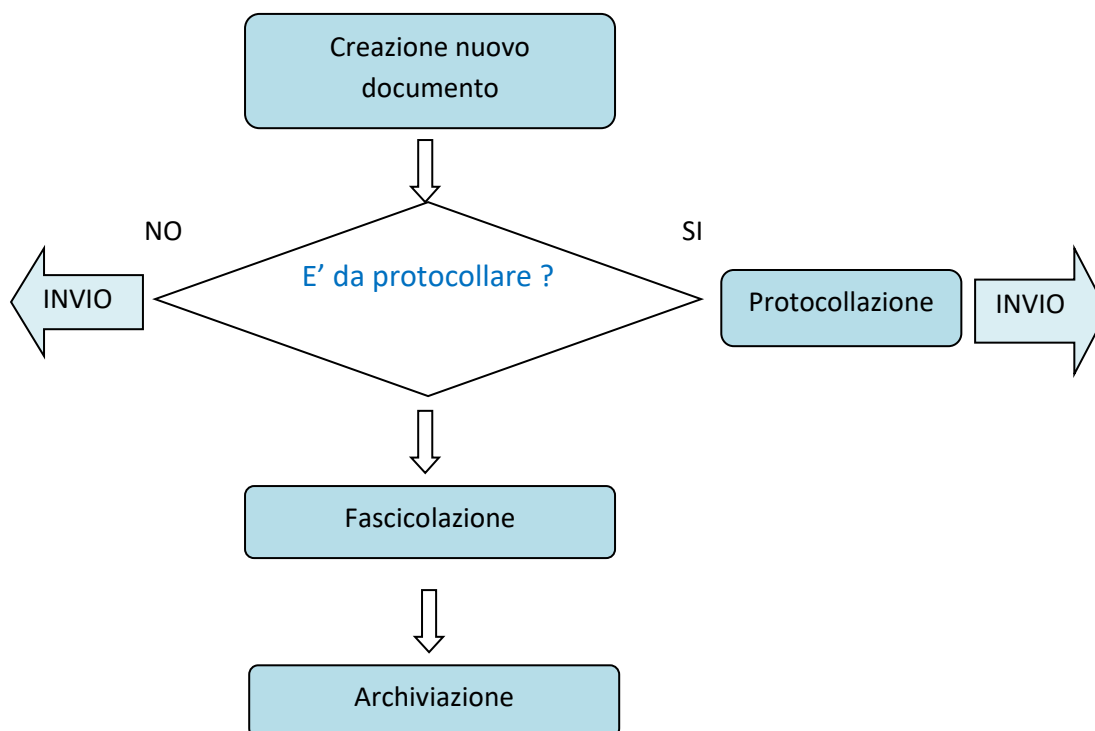 Creazione nuovo
documento
NO
SI
E’ da protocollare ?
INVIO
Protocollazione
INVIO
Fascicolazione
Archiviazione